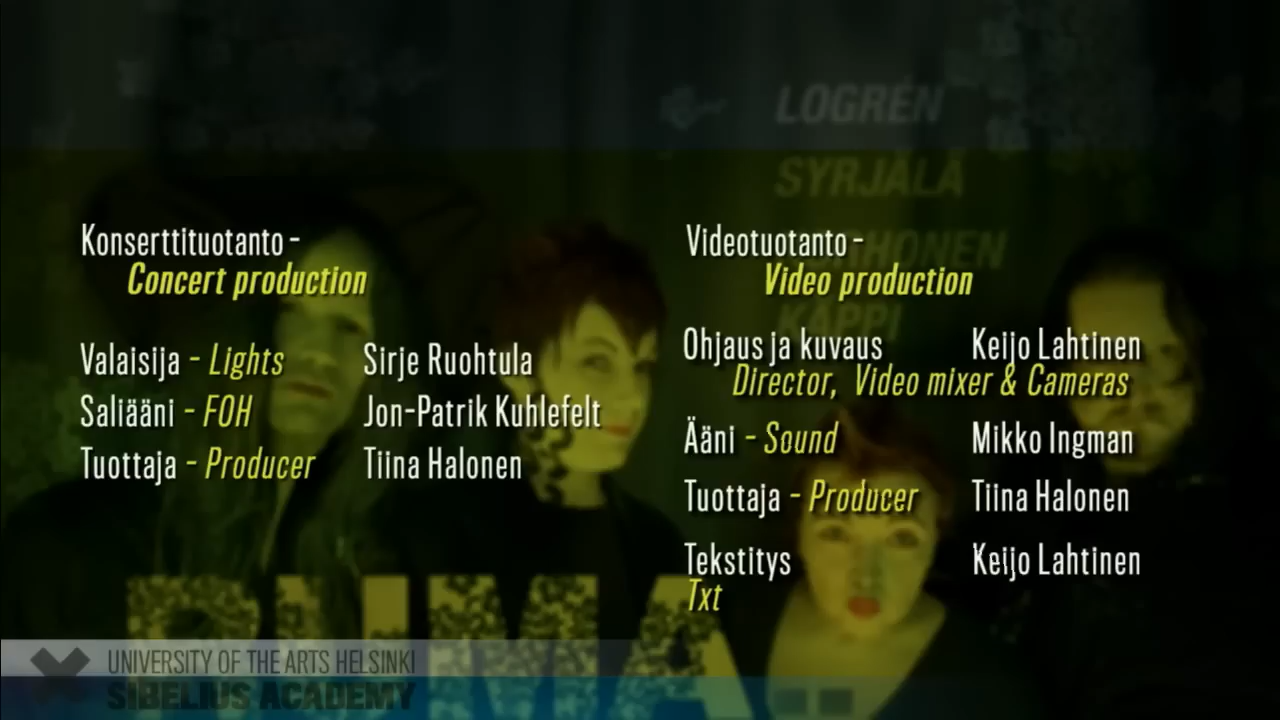 LOGRÉN
SYRJÄLÄ
KAPPI
Konserttituotanto -
Concert production
Valaisija - Lights Sirje Ruohtula
Saliääni - FOH Jon-Patrik Kuhlefelt
Tuottaja - Producer Tiina Halonen
Videotuotanto -
Video production
Ohjaus ja kuvaus Keijo Lahtinen
Director, Video mixer & Cameras
Ääni - Sound Mikko Ingman
Tuottaja - Producer Tiina Halonen
Tekstitys Keijo Lahtinen
Txt
PUMA
UNIVERSITY OF THE ARTS HELSINKI
SIBELIUS ACADEMY